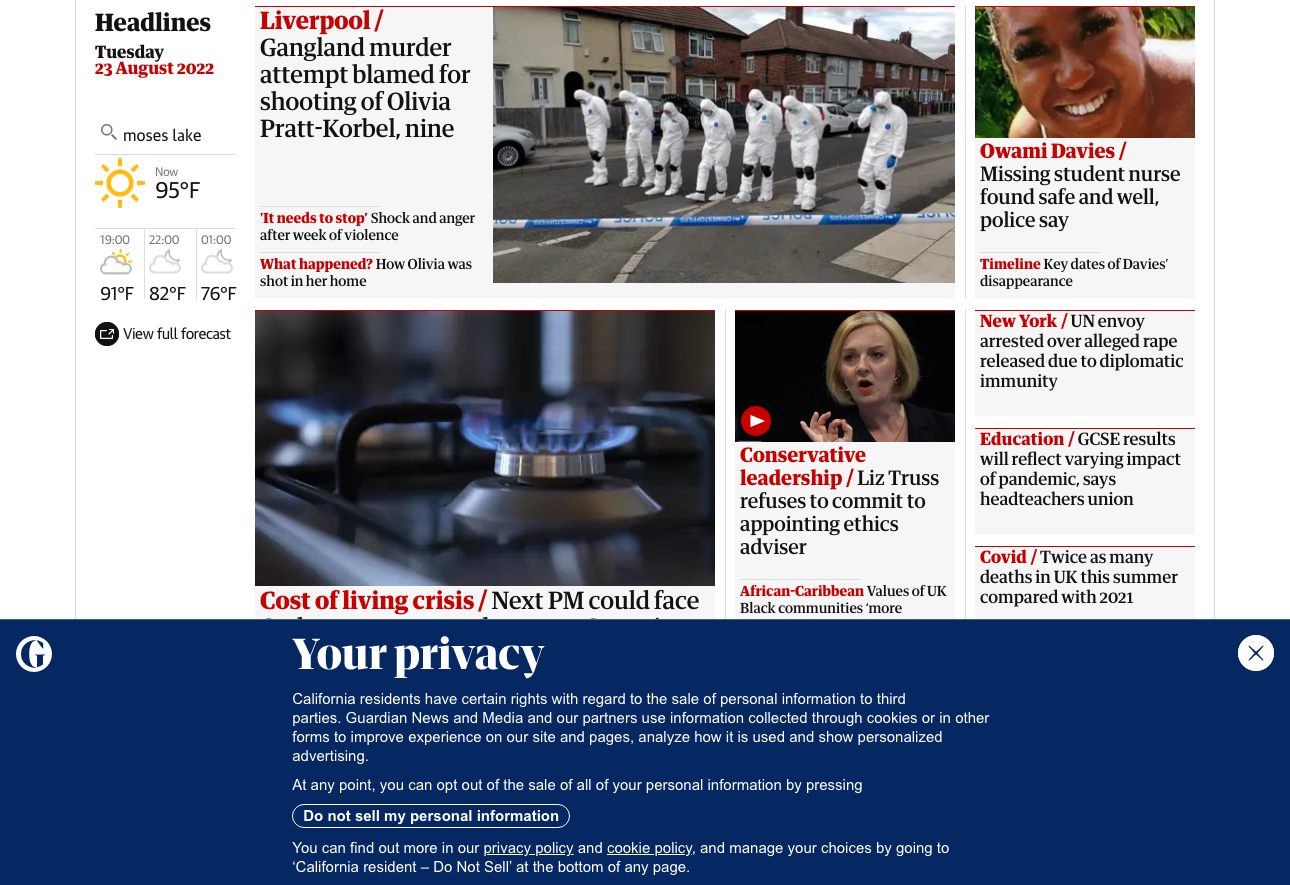 Headlines
Tuesday
23 August 2022
moses lake
Now
95°F
19:00
22:00
01:00
91°F
82°F
76°F
View full forecast
Liverpool /
Gangland murder
attempt blamed for
shooting of Olivia
Pratt-Korbel, nine
'It needs to stop' Shock and anger
after week of violence
What happened? How Olivia was
shot in her home
Owami Davies /
Missing student nurse
found safe and well,
police say
Timeline Key dates of Davies’
disappearance
Cost of living crisis / Next PM could face
Conservative
leadership / Liz Truss
refuses to commit to
appointing ethics
adviser
African-Caribbean Values of UK
Black communities ‘more
New York / UN envoy
arrested over alleged rape
released due to diplomatic
immunity
Education / GCSE results
will reflect varying impact
of pandemic, says
headteachers union
Covid / Twice as many
deaths in UK this summer
compared with 2021
Your privacy
California residents have certain rights with regard to the sale of personal information to third
parties. Guardian News and Media and our partners use information collected through cookies or in other
forms to improve experience on our site and pages, analyze how it is used and show personalized
advertising.
At any point, you can opt out of the sale of all of your personal information by pressing
Do not sell my personal information
You can find out more in our privacy policy and cookie policy, and manage your choices by going to
‘California resident – Do Not Sell’ at the bottom of any page.